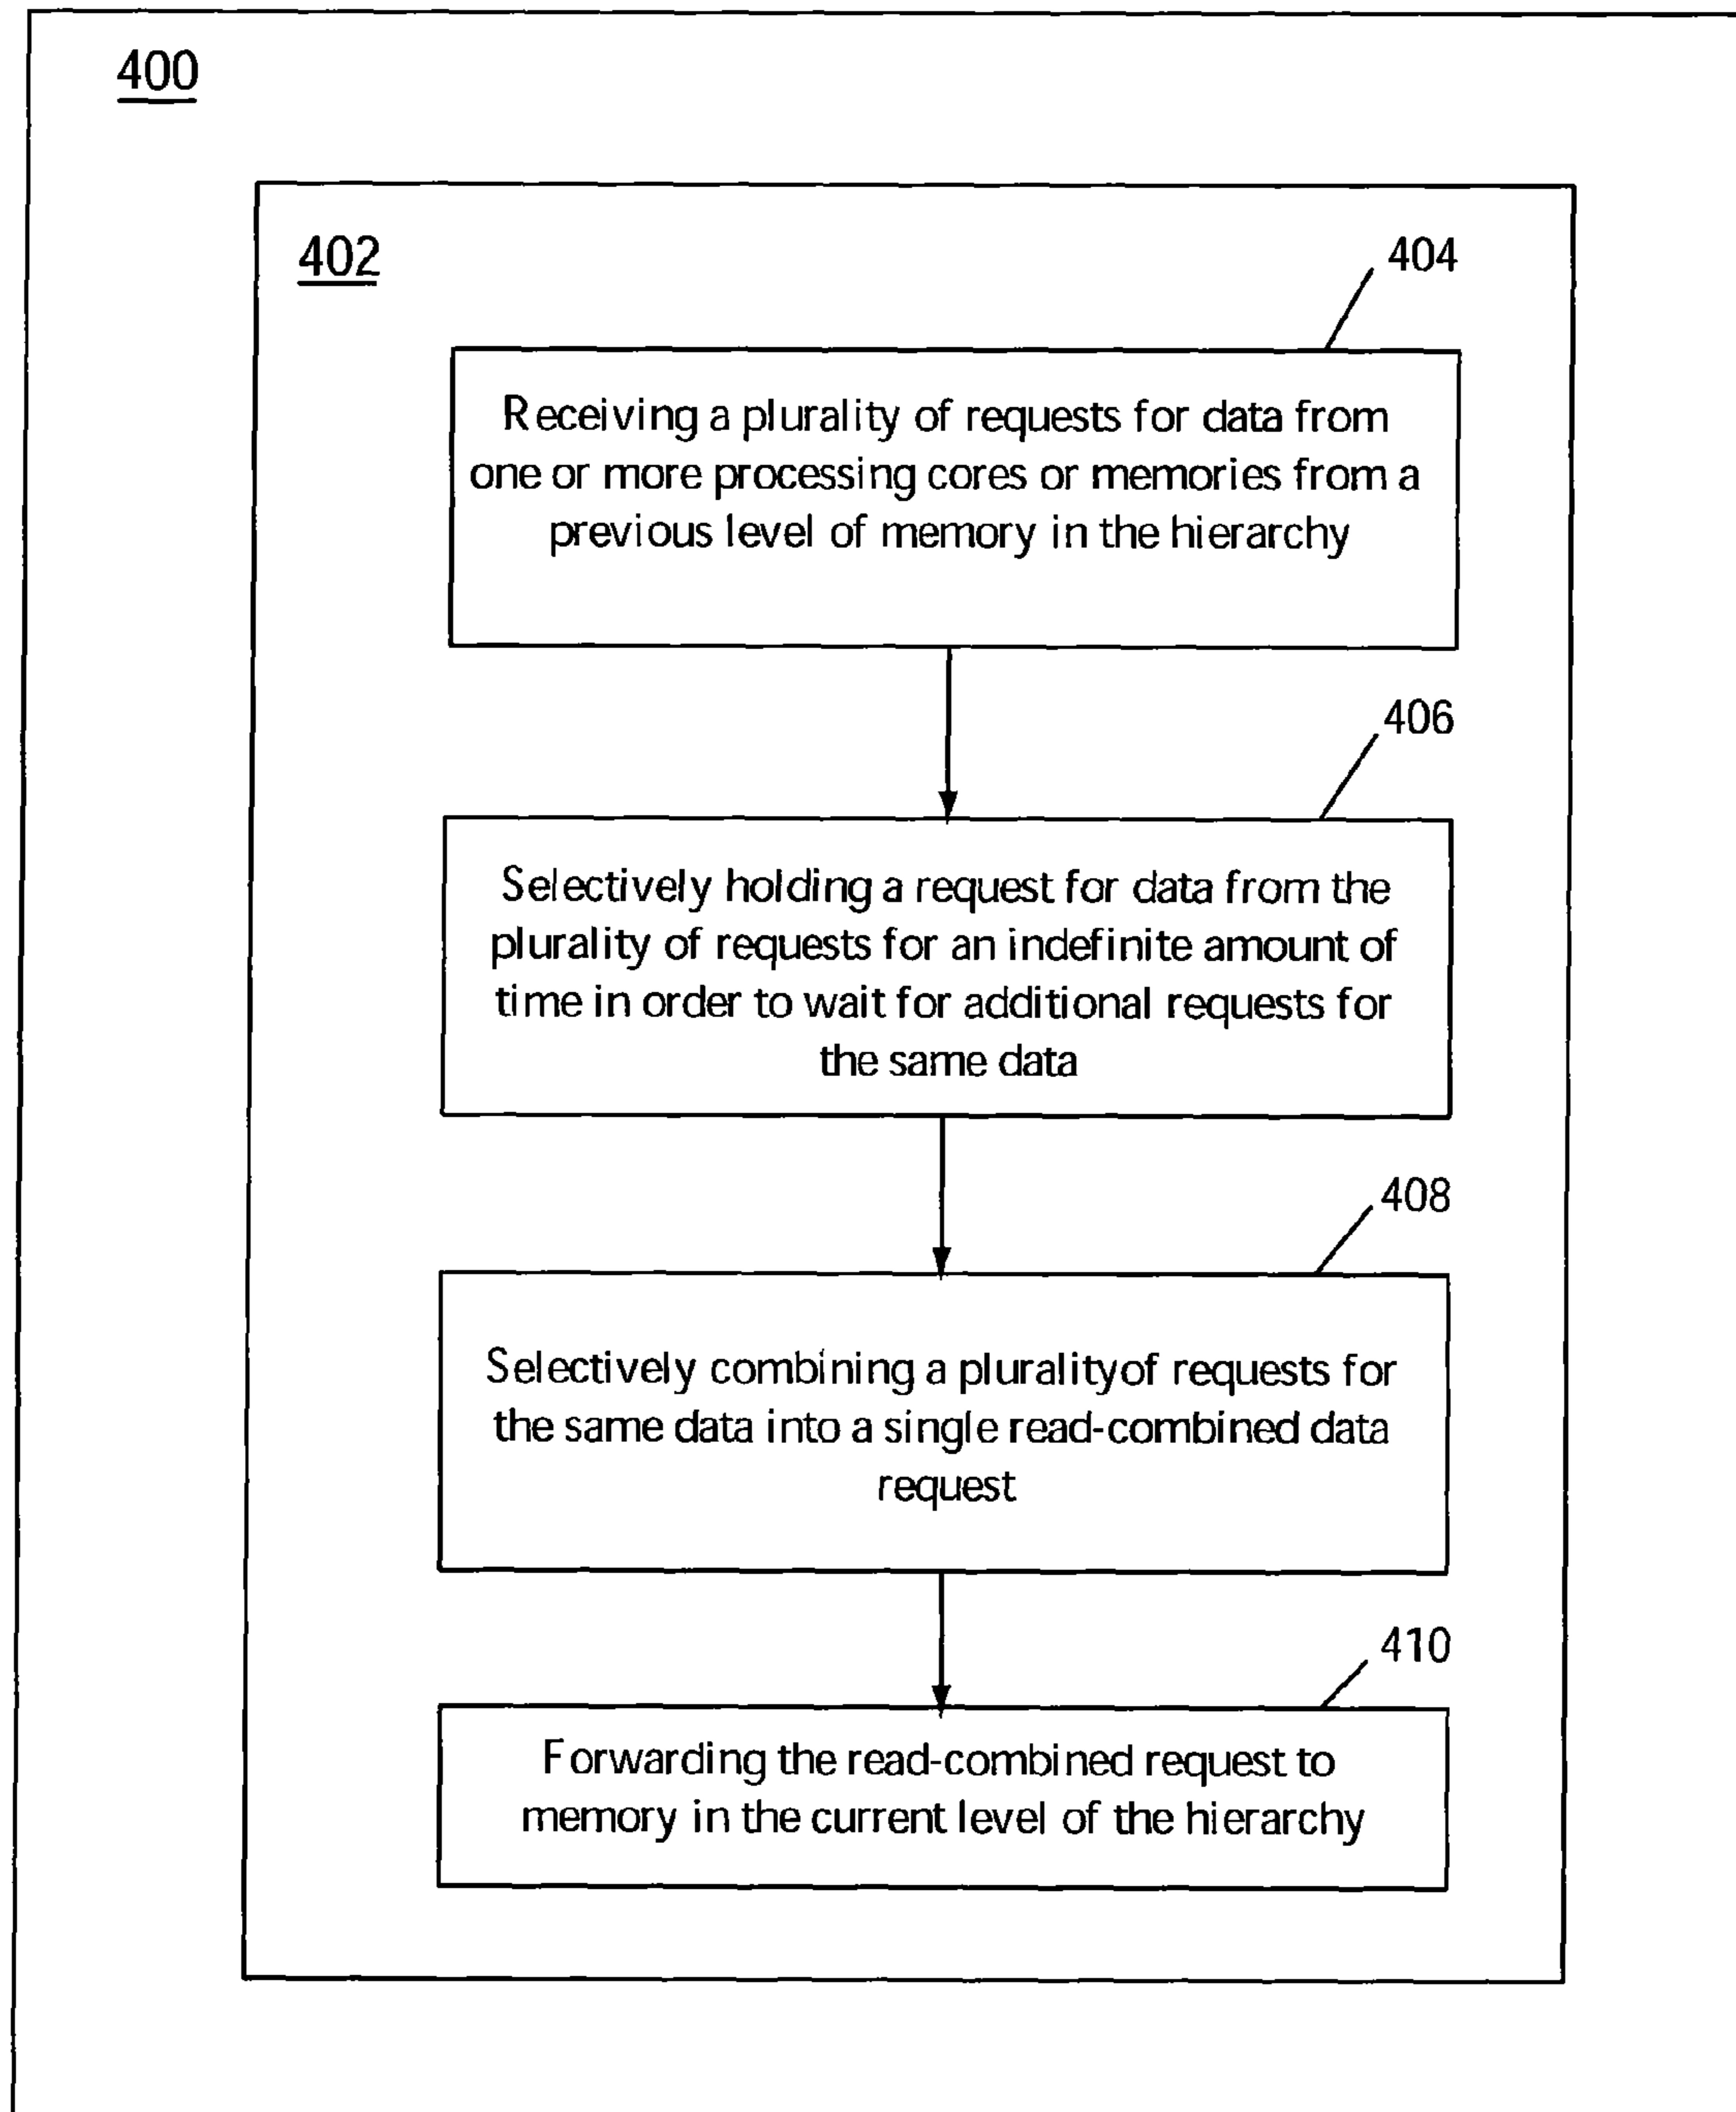 400
402
404
Receiving a plurality of requests for data from
one or more processing cores or memories from a
previous level of memory in the hierarchy
406
Selectively holding a request for data from the
plurality of requests for an indefinite amount of
time in order to wait for additional requests for
the same data
408
Selectively combining a pluralityof requests for
the same data into a single read-combined data
request
410
Forwarding the read-combined request to
memory in the current level of the hierarchy